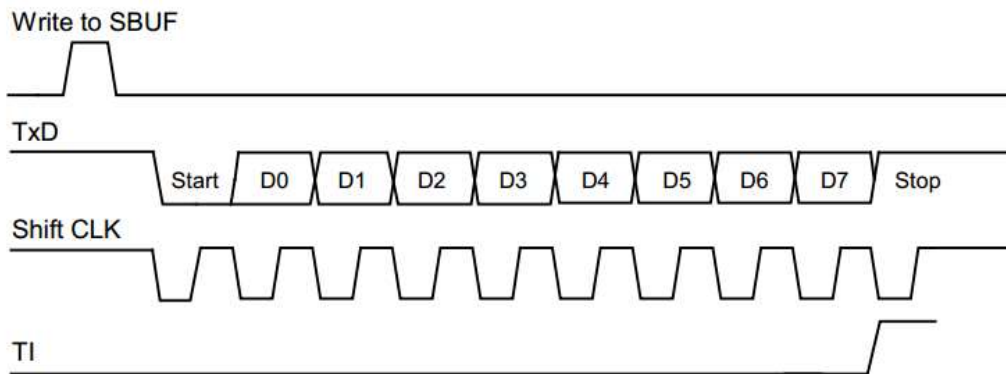 Write to SBUF
TxD
Start D0 D1 D2 D3 D4 D5 D6 D7 Stop
Shift CLK
TI